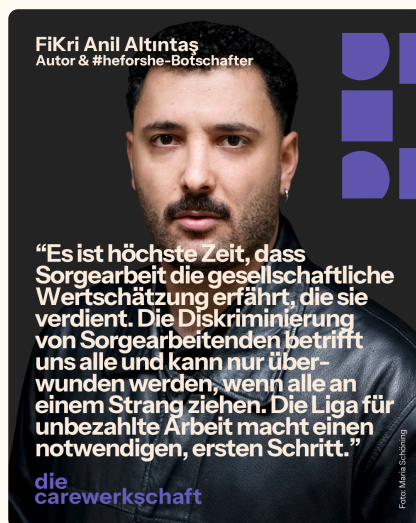 FiKri Anil Altıntaş
Autor & #heforshe-Botschafter
“Es ist höchste Zeit, dass
Sorgearbeit die gesellschaftliche
Wertschätzung erfährt, die sie
verdient. Die Diskriminierung
von Sorgearbeitenden betrifft
uns alle und kann nur über-
wunden werden, wenn alle an
einem Strang ziehen. Die Liga für
unbezahlte Arbeit macht einen
notwendigen, ersten Schritt.”
die
carewerkschaft
Foto: Maria Schöning